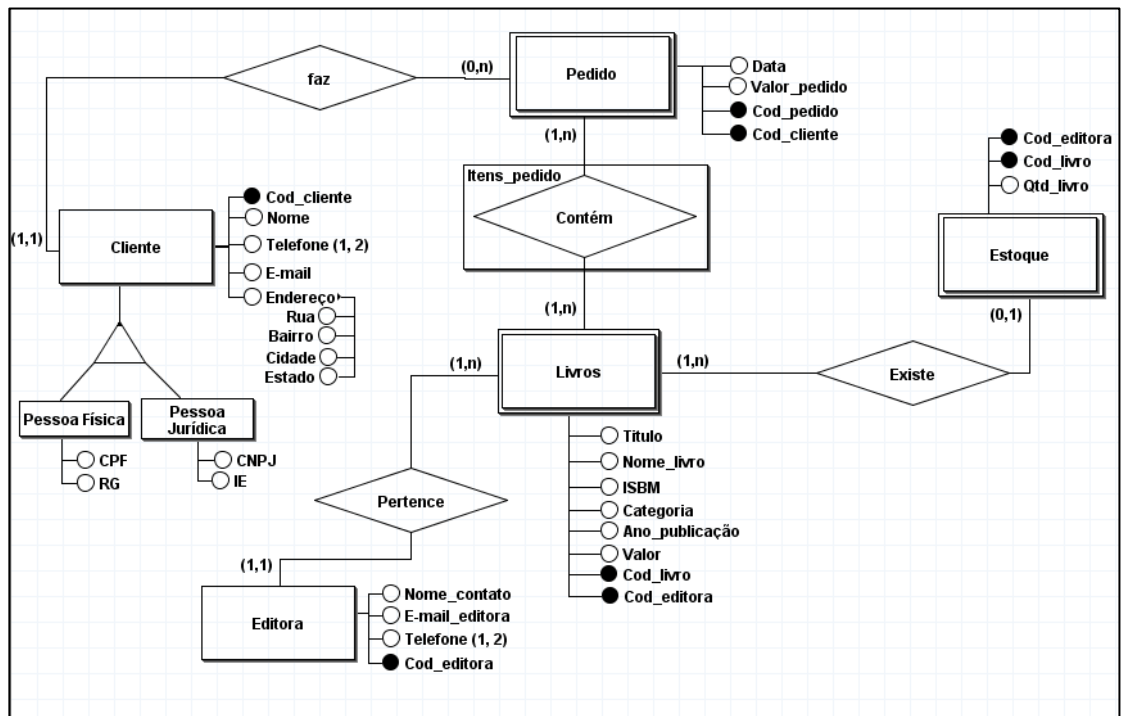 faz
(0,n)
Pedido
Data
Valor_pedido
Cod_pedido
Cod_cliente
(1,n)
Itens_pedido
Contém
(1,n)
Cod_editora
Cod_livro
Qtd_livro
Estoque
(0,1)
(1,1)
Cliente
Cod_cliente
Nome
Telefone (1, 2)
E-mail
Endereço
Rua
Bairro
Cidade
Estado
Pessoa Física
CPF
RG
Pessoa
Jurídica
CNPJ
IE
(1,n)
Livros
(1,n)
Existe
Titulo
Nome_livro
ISBM
Categoria
Ano_publicação
Valor
Cod_livro
Cod_editora
Pertence
(1,1)
Editora
Nome_contato
E-mail_editora
Telefone (1, 2)
Cod_editora